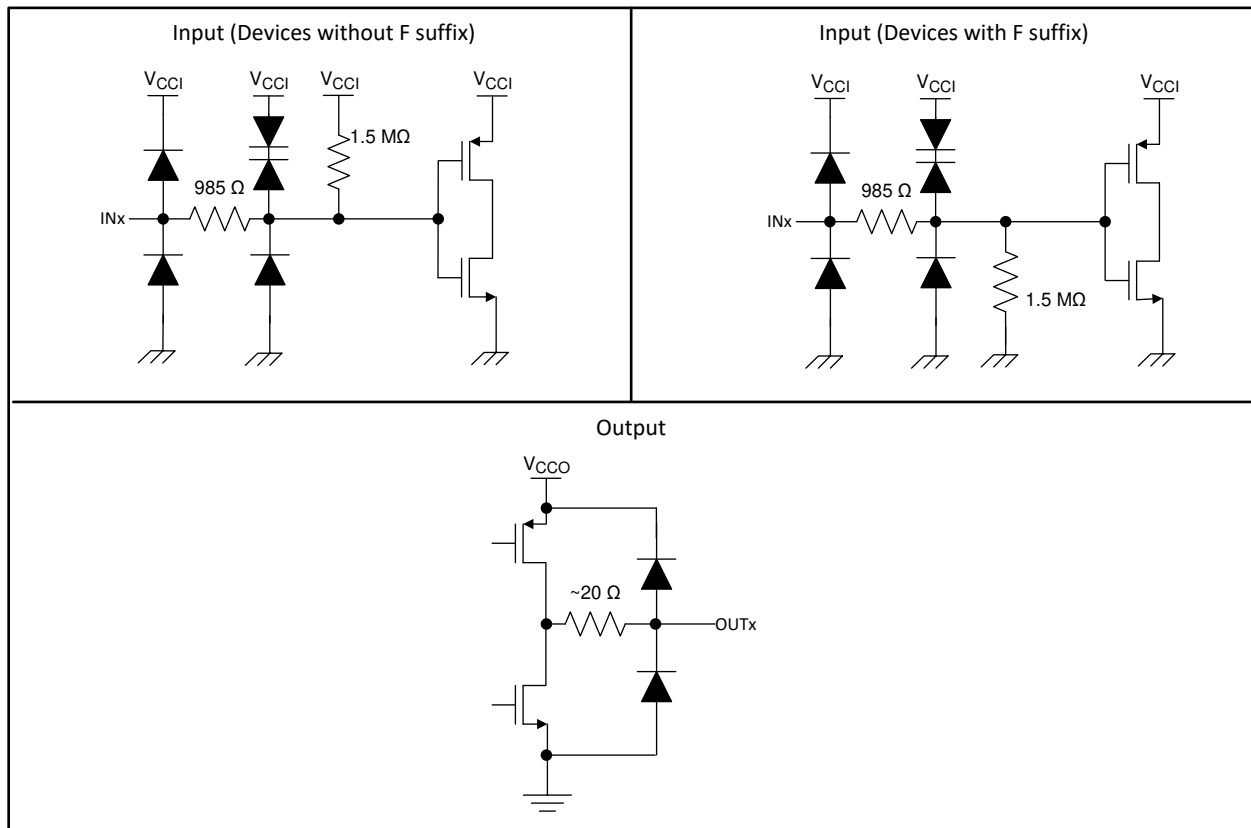 Input (Devices without F suffix)
VCCI VCCI VCCI VCCI
1.5 MΩ
985 Ω
INx
Input (Devices with F suffix)
VCCI VCCI VCCI
985 Ω
INx
1.5 MΩ
Output
VCCO
~20 Ω
OUTx